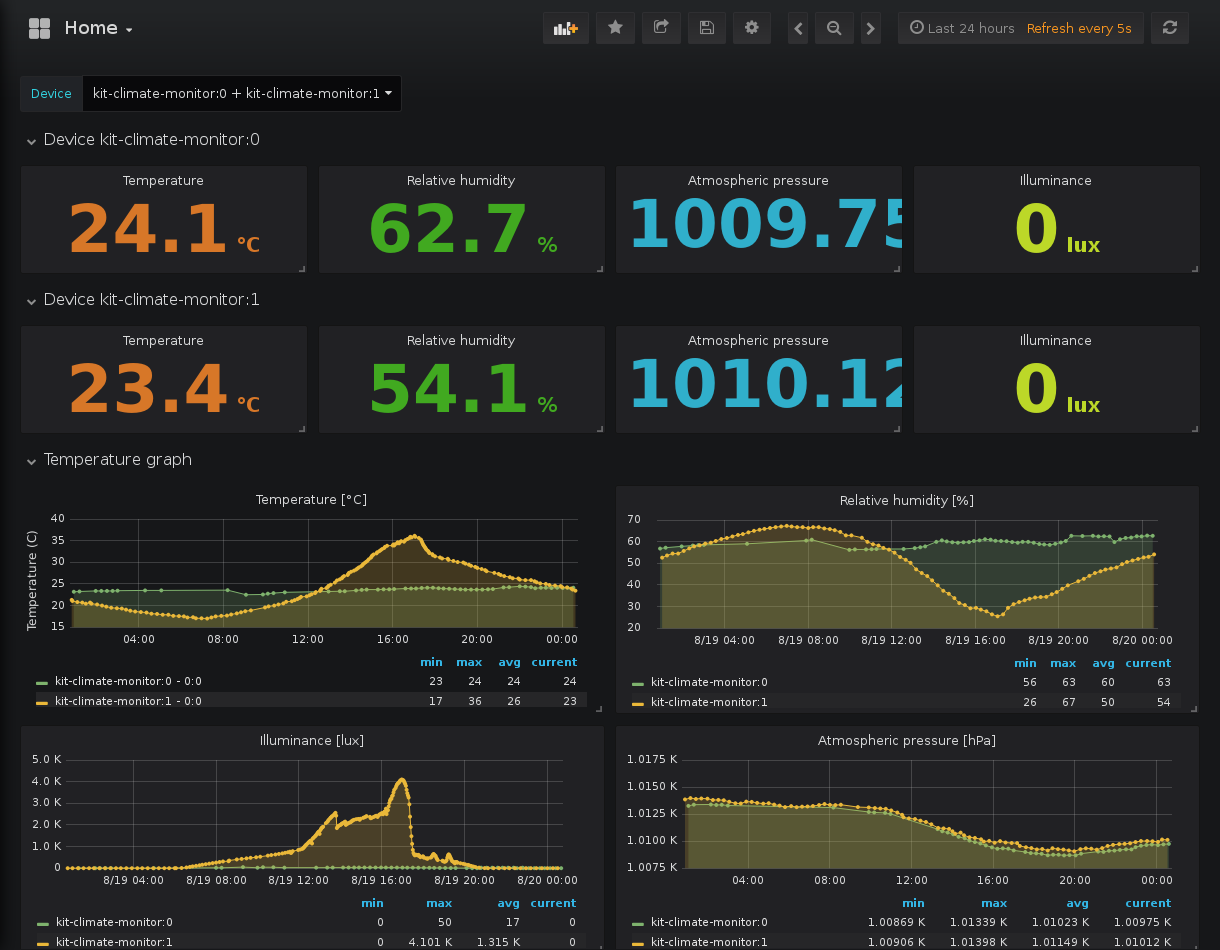 Home
Last 24 hours Refresh every 5s
Device kit-climate-monitor:0 + kit-climate-monitor:1
Device kit-climate-monitor:0
Temperature Relative humidity Atmospheric pressure Illuminance
24.1 °C 62.7 % 1009.75 0 lux
Device kit-climate-monitor:1
Temperature Relative humidity Atmospheric pressure Illuminance
23.4 °C 54.1 % 1010.12 0 lux
Temperature graph
Temperature [°C]
Temperature (C)
40
35
30
25
20
15
04:00 08:00 12:00 16:00 20:00 00:00
min max avg current
kit-climate-monitor:0 - 0:0 23 24 24 24
kit-climate-monitor:1 - 0:0 17 36 26 23
Relative humidity [%]
70
60
50
40
30
20
8/19 04:00 8/19 08:00 8/19 12:00 8/19 16:00 8/19 20:00 8/20 00:00
min max avg current
kit-climate-monitor:0 56 63 60 63
kit-climate-monitor:1 26 67 50 54
Illuminance [lux]
5.0 K
4.0 K
3.0 K
2.0 K
1.0 K
0
8/19 04:00 8/19 08:00 8/19 12:00 8/19 16:00 8/19 20:00 8/20 00:00
min max avg current
kit-climate-monitor:0 0 50 17 0
kit-climate-monitor:1 0 4.101 K 1.315 K 0
Atmospheric pressure [hPa]
1.0175 K
1.0150 K
1.0125 K
1.0100 K
1.0075 K
04:00 08:00 12:00 16:00 20:00 00:00
min max avg current
kit-climate-monitor:0 1.00869 K 1.01339 K 1.01023 K 1.00975 K
kit-climate-monitor:1 1.00906 K 1.01398 K 1.01149 K 1.01012 K